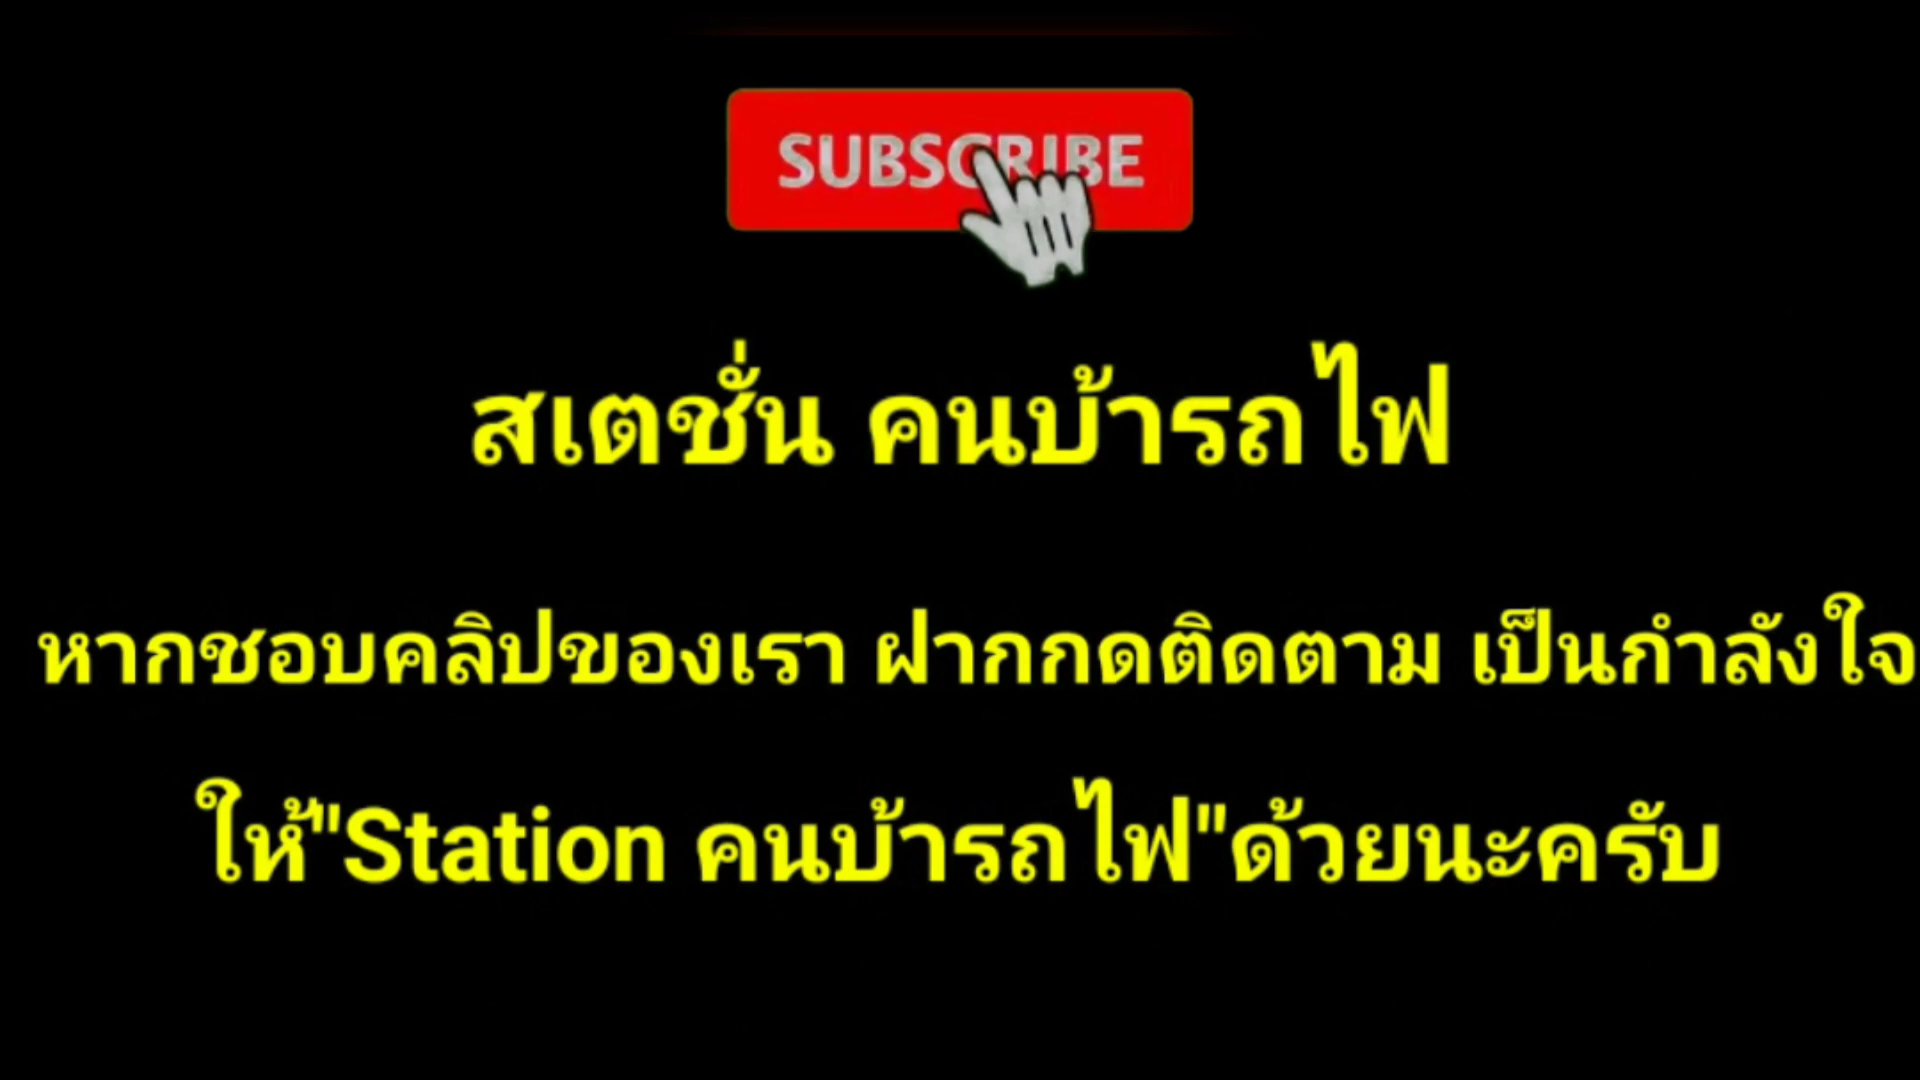 SUBSCRIBE
สเตชั่น คนบ้ารถไฟ
หากชอบคลิปของเรา ฝากกดติดตาม เป็นกำลังใจ
ให้"Station คนบ้ารถไฟ"ด้วยนะครับ